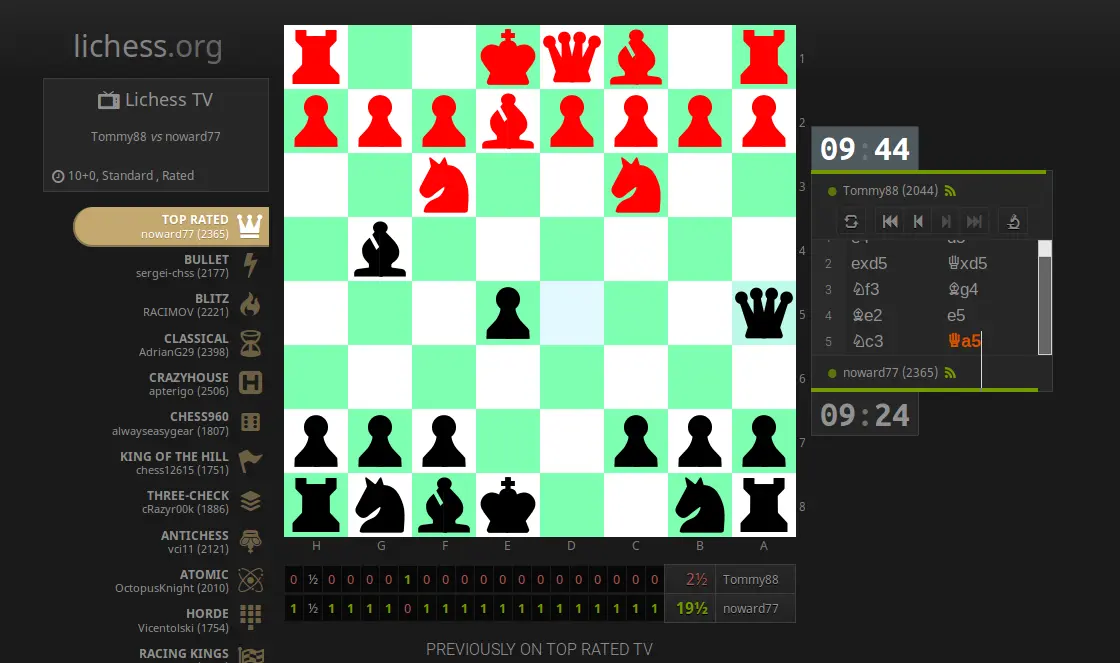 lichess.org
Lichess TV
Tommy88 vs noward77
10+0, Standard , Rated
TOP RATED
noward77 (2365)
BULLET
sergei-chss (2177)
BLITZ
RACIMOV (2221)
CLASSICAL
AdrianG29 (2398)
CRAZYHOUSE
apterigo (2506)
CHESS960
alwayseasygear (1807)
KING OF THE HILL
chess12615 (1751)
THREE-CHECK
cRazyr00k (1886)
ANTICHESS
vci11 (2121)
ATOMIC
OctopusKnight (2010)
HORDE
Vicentolski (1754)
RACING KINGS
1
2
3
4
5
6
7
8
H G F E D C B A
09:44
Tommy88 (2044)
2 exd5 ♕xd5
3 ♘f3 ♗g4
4 ♗e2 e5
5 ♘c3 ♕a5
noward77 (2365)
09:24
0 ½ 0 0 0 0 1 0 0 0 0 0 0 0 0 0 0 0 0 0 2½ Tommy88
1 ½ 1 1 1 1 0 1 1 1 1 1 1 1 1 1 1 1 1 1 19½ noward77
PREVIOUSLY ON TOP RATED TV